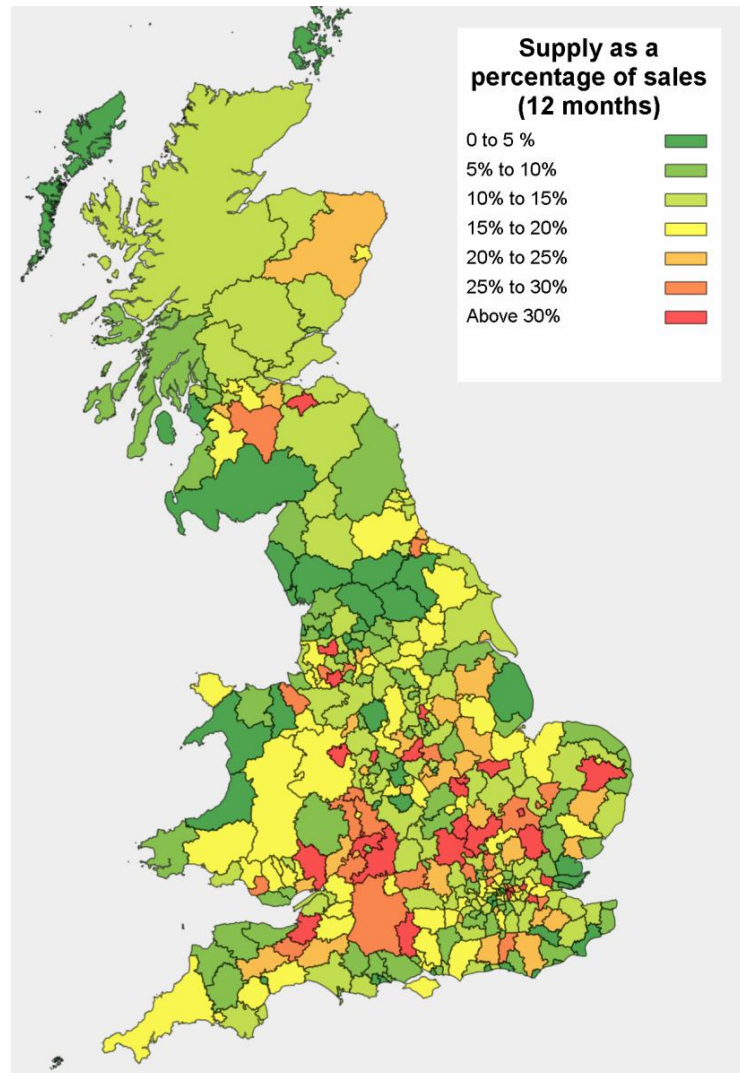 Supply as a
percentage of sales
(12 months)
0 to 5 %
5% to 10%
10% to 15%
15% to 20%
20% to 25%
25% to 30%
Above 30%